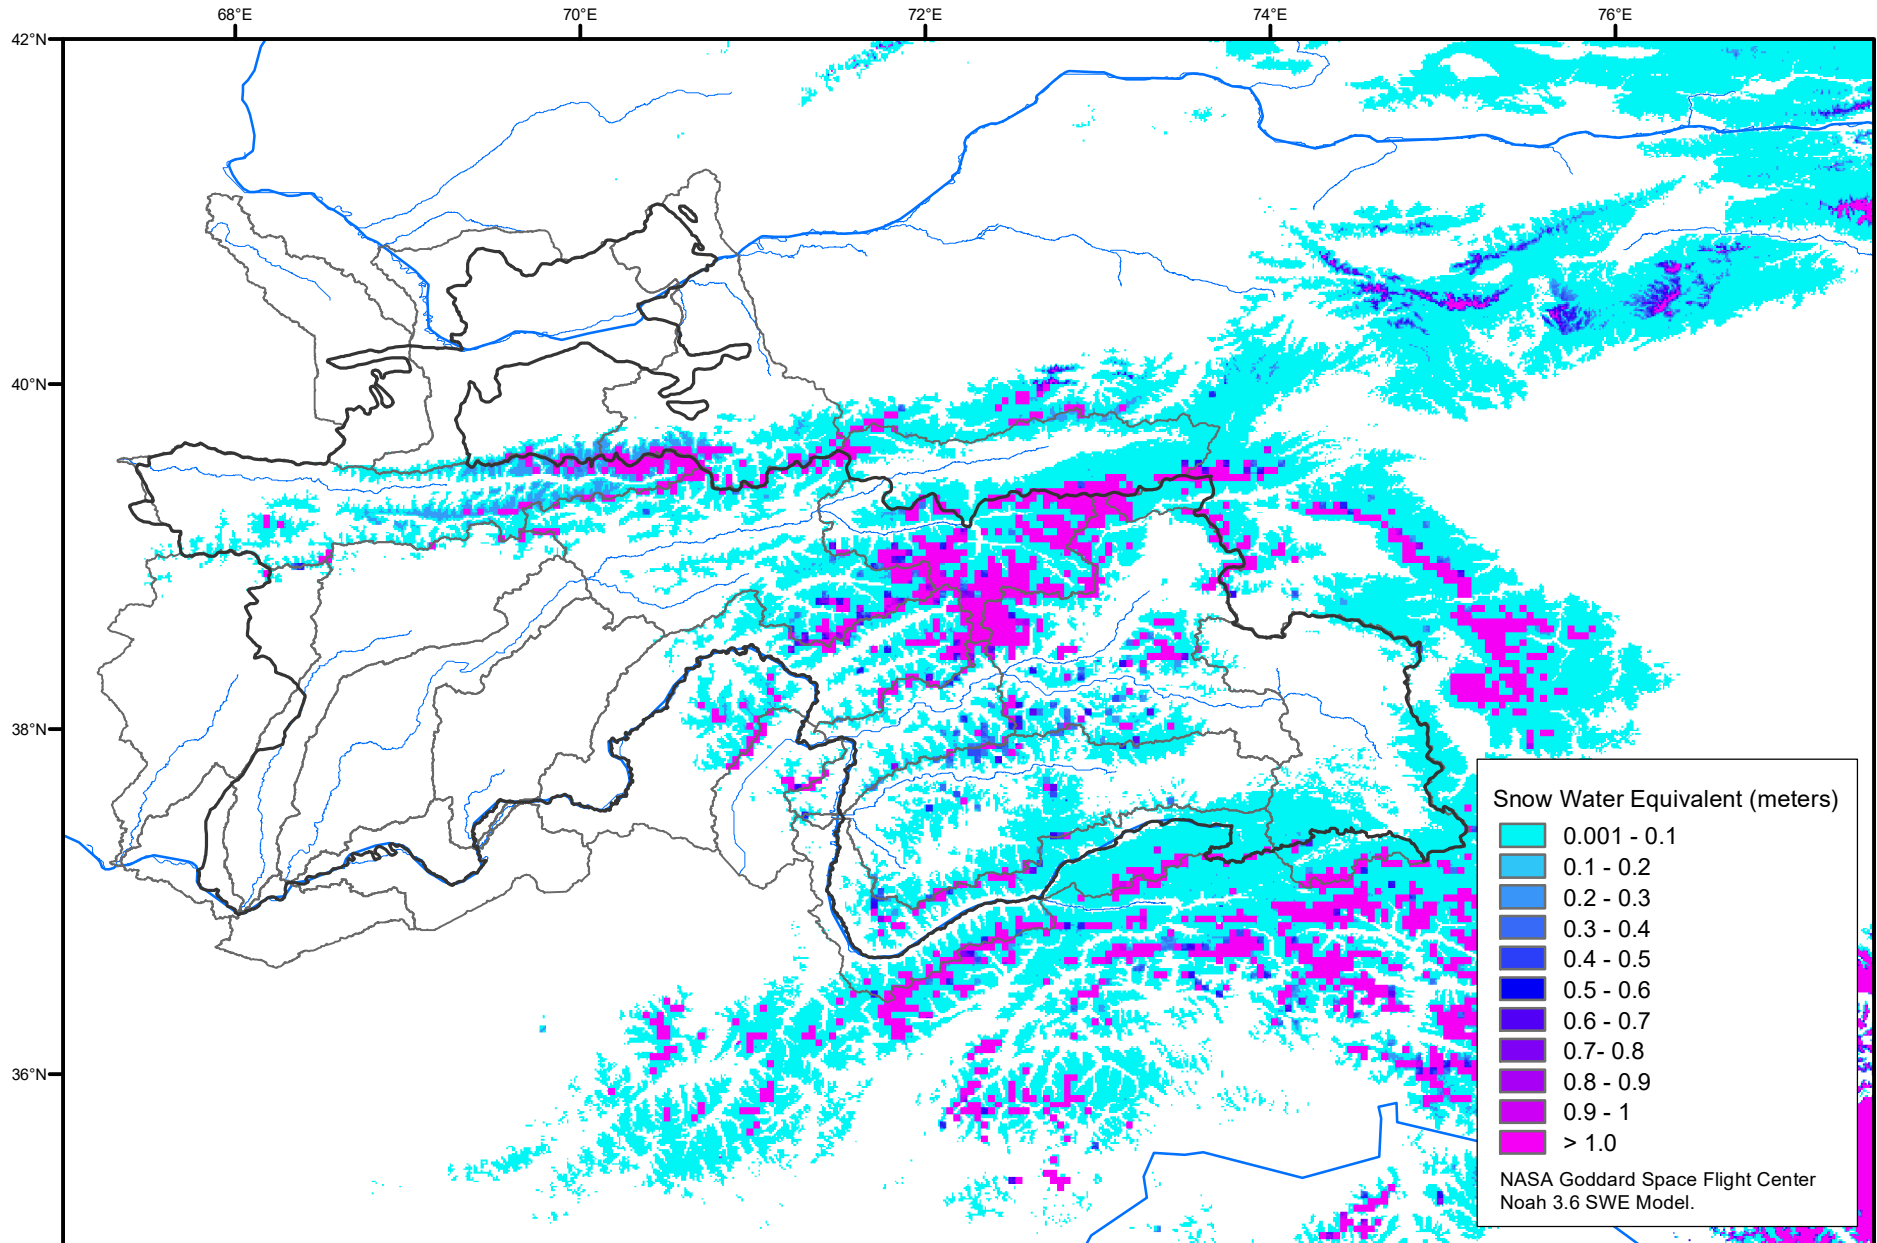 68°E 70°E 72°E 74°E 76°E
42°N
40°N
38°N
36°N
Snow Water Equivalent (meters)
0.001 - 0.1
0.1 - 0.2
0.2 - 0.3
0.3 - 0.4
0.4 - 0.5
0.5 - 0.6
0.6 - 0.7
0.7- 0.8
0.8 - 0.9
0.9 - 1
> 1.0
NASA Goddard Space Flight Center
Noah 3.6 SWE Model.